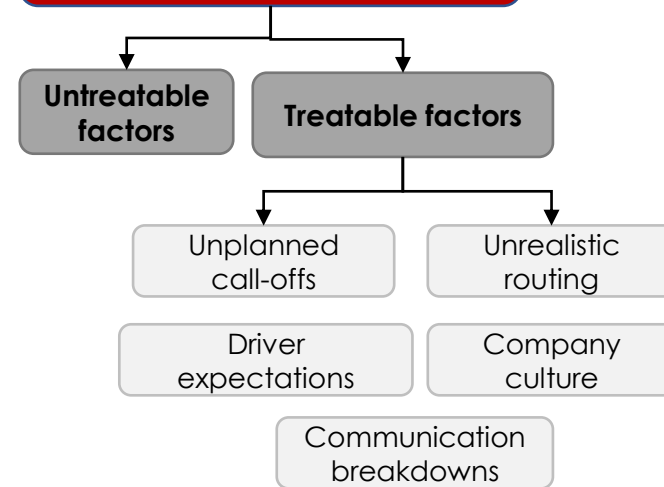 Untreatable
factors
Treatable factors
Unplanned
call-offs
Unrealistic
routing
Driver
expectations
Company
culture
Communication
breakdowns